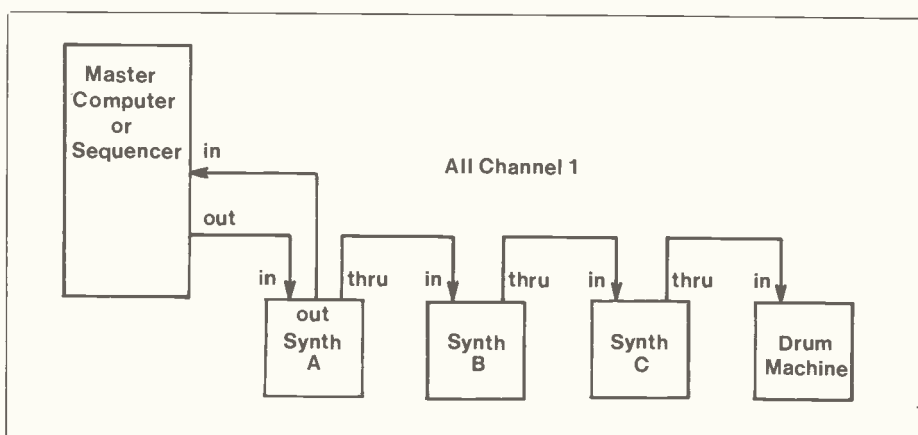 Master
Computer
or
Sequencer
in
All Channel 1
out
in
thru
in
thru
in
thru
in
out
Synth
A
Synth
B
Synth
C
Drum
Machine